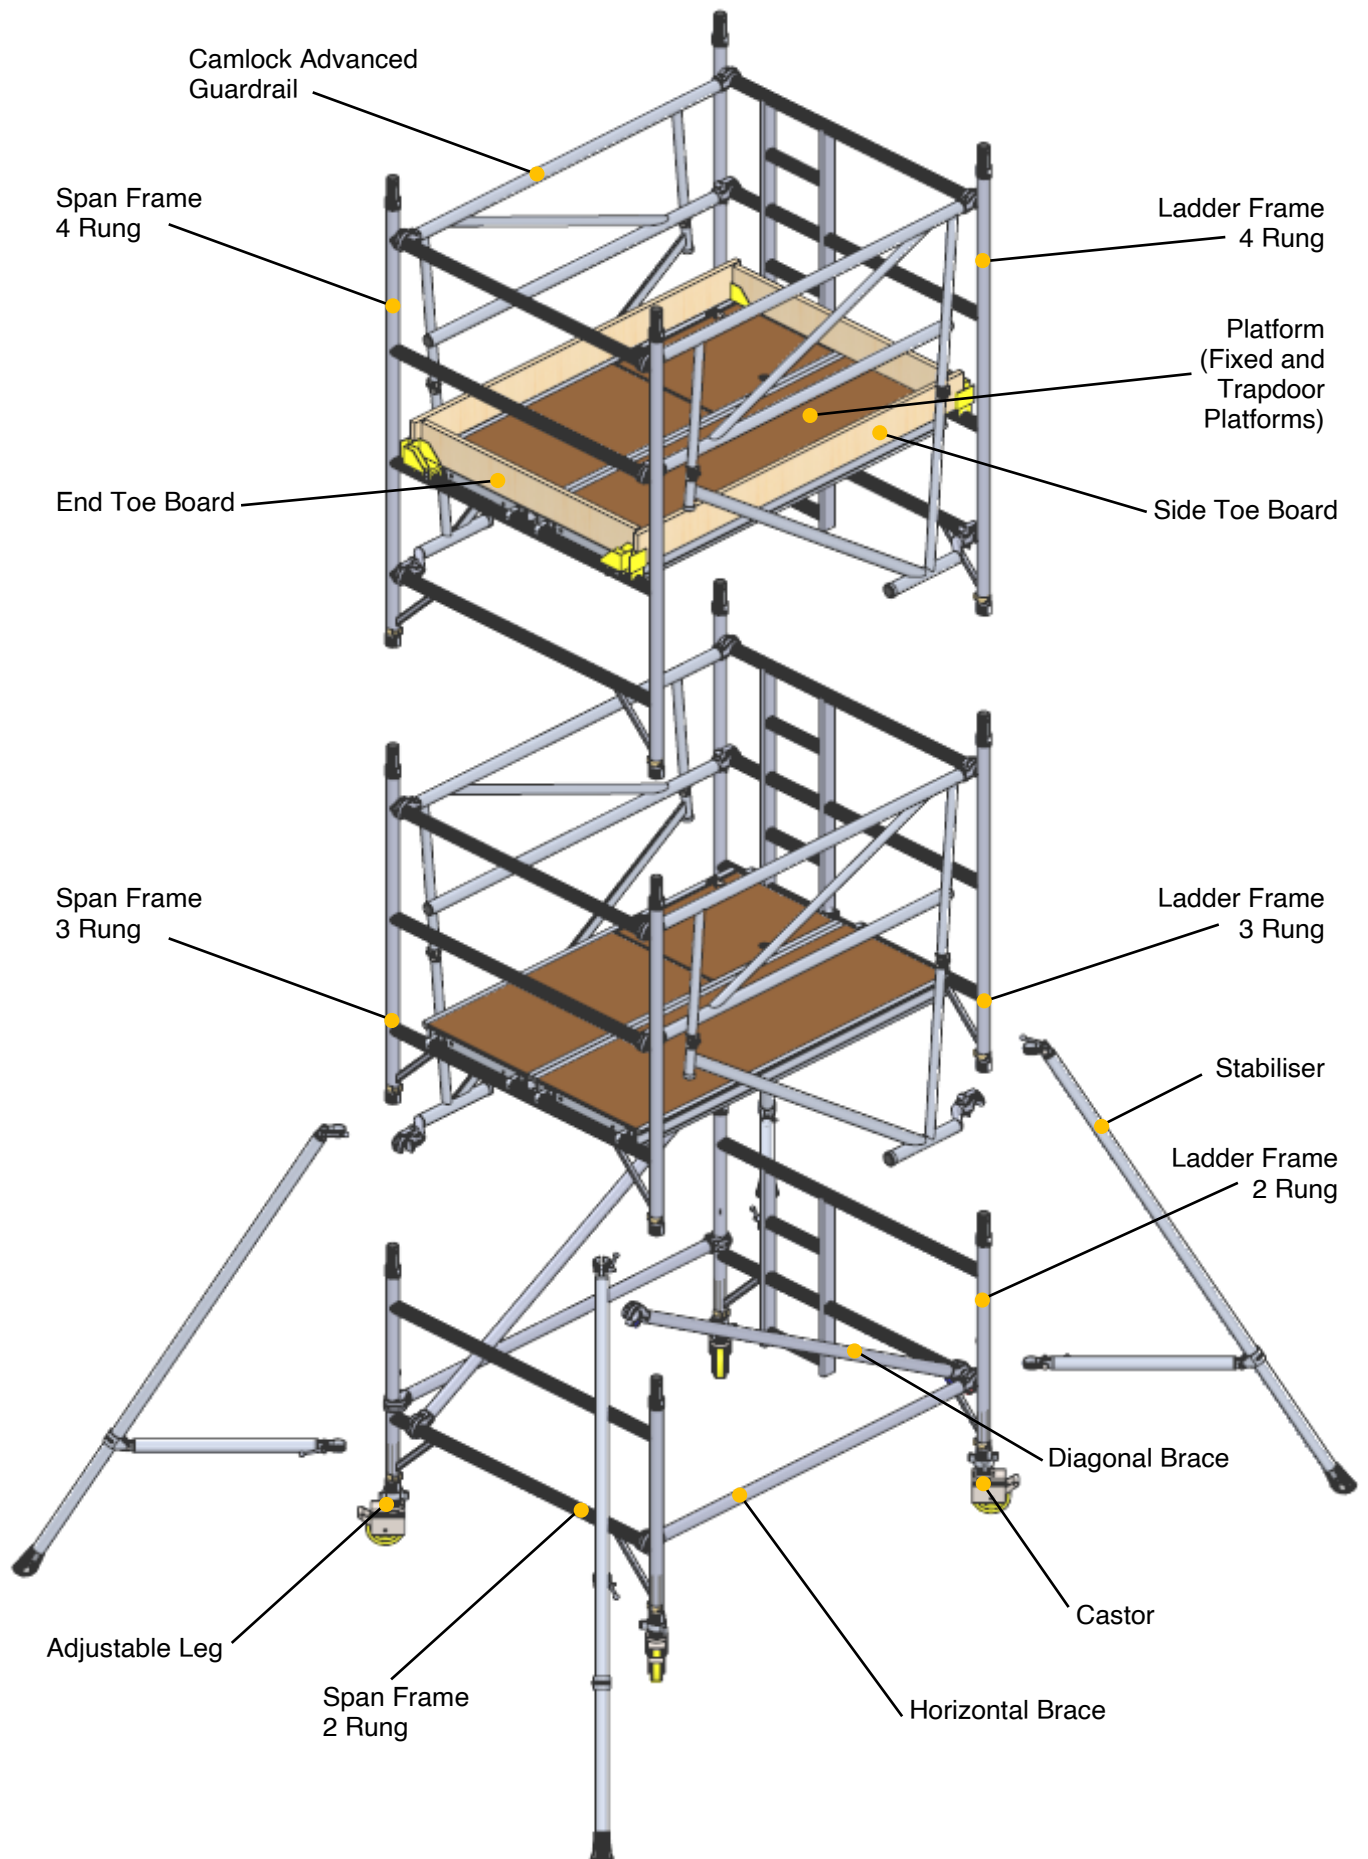 Camlock Advanced
Guardrail
Span Frame
4 Rung
Ladder Frame
4 Rung
Platform
(Fixed and
Trapdoor
Platforms)
End Toe Board
Side Toe Board
Span Frame
3 Rung
Ladder Frame
3 Rung
Stabiliser
Ladder Frame
2 Rung
Diagonal Brace
Castor
Adjustable Leg
Span Frame
2 Rung
Horizontal Brace